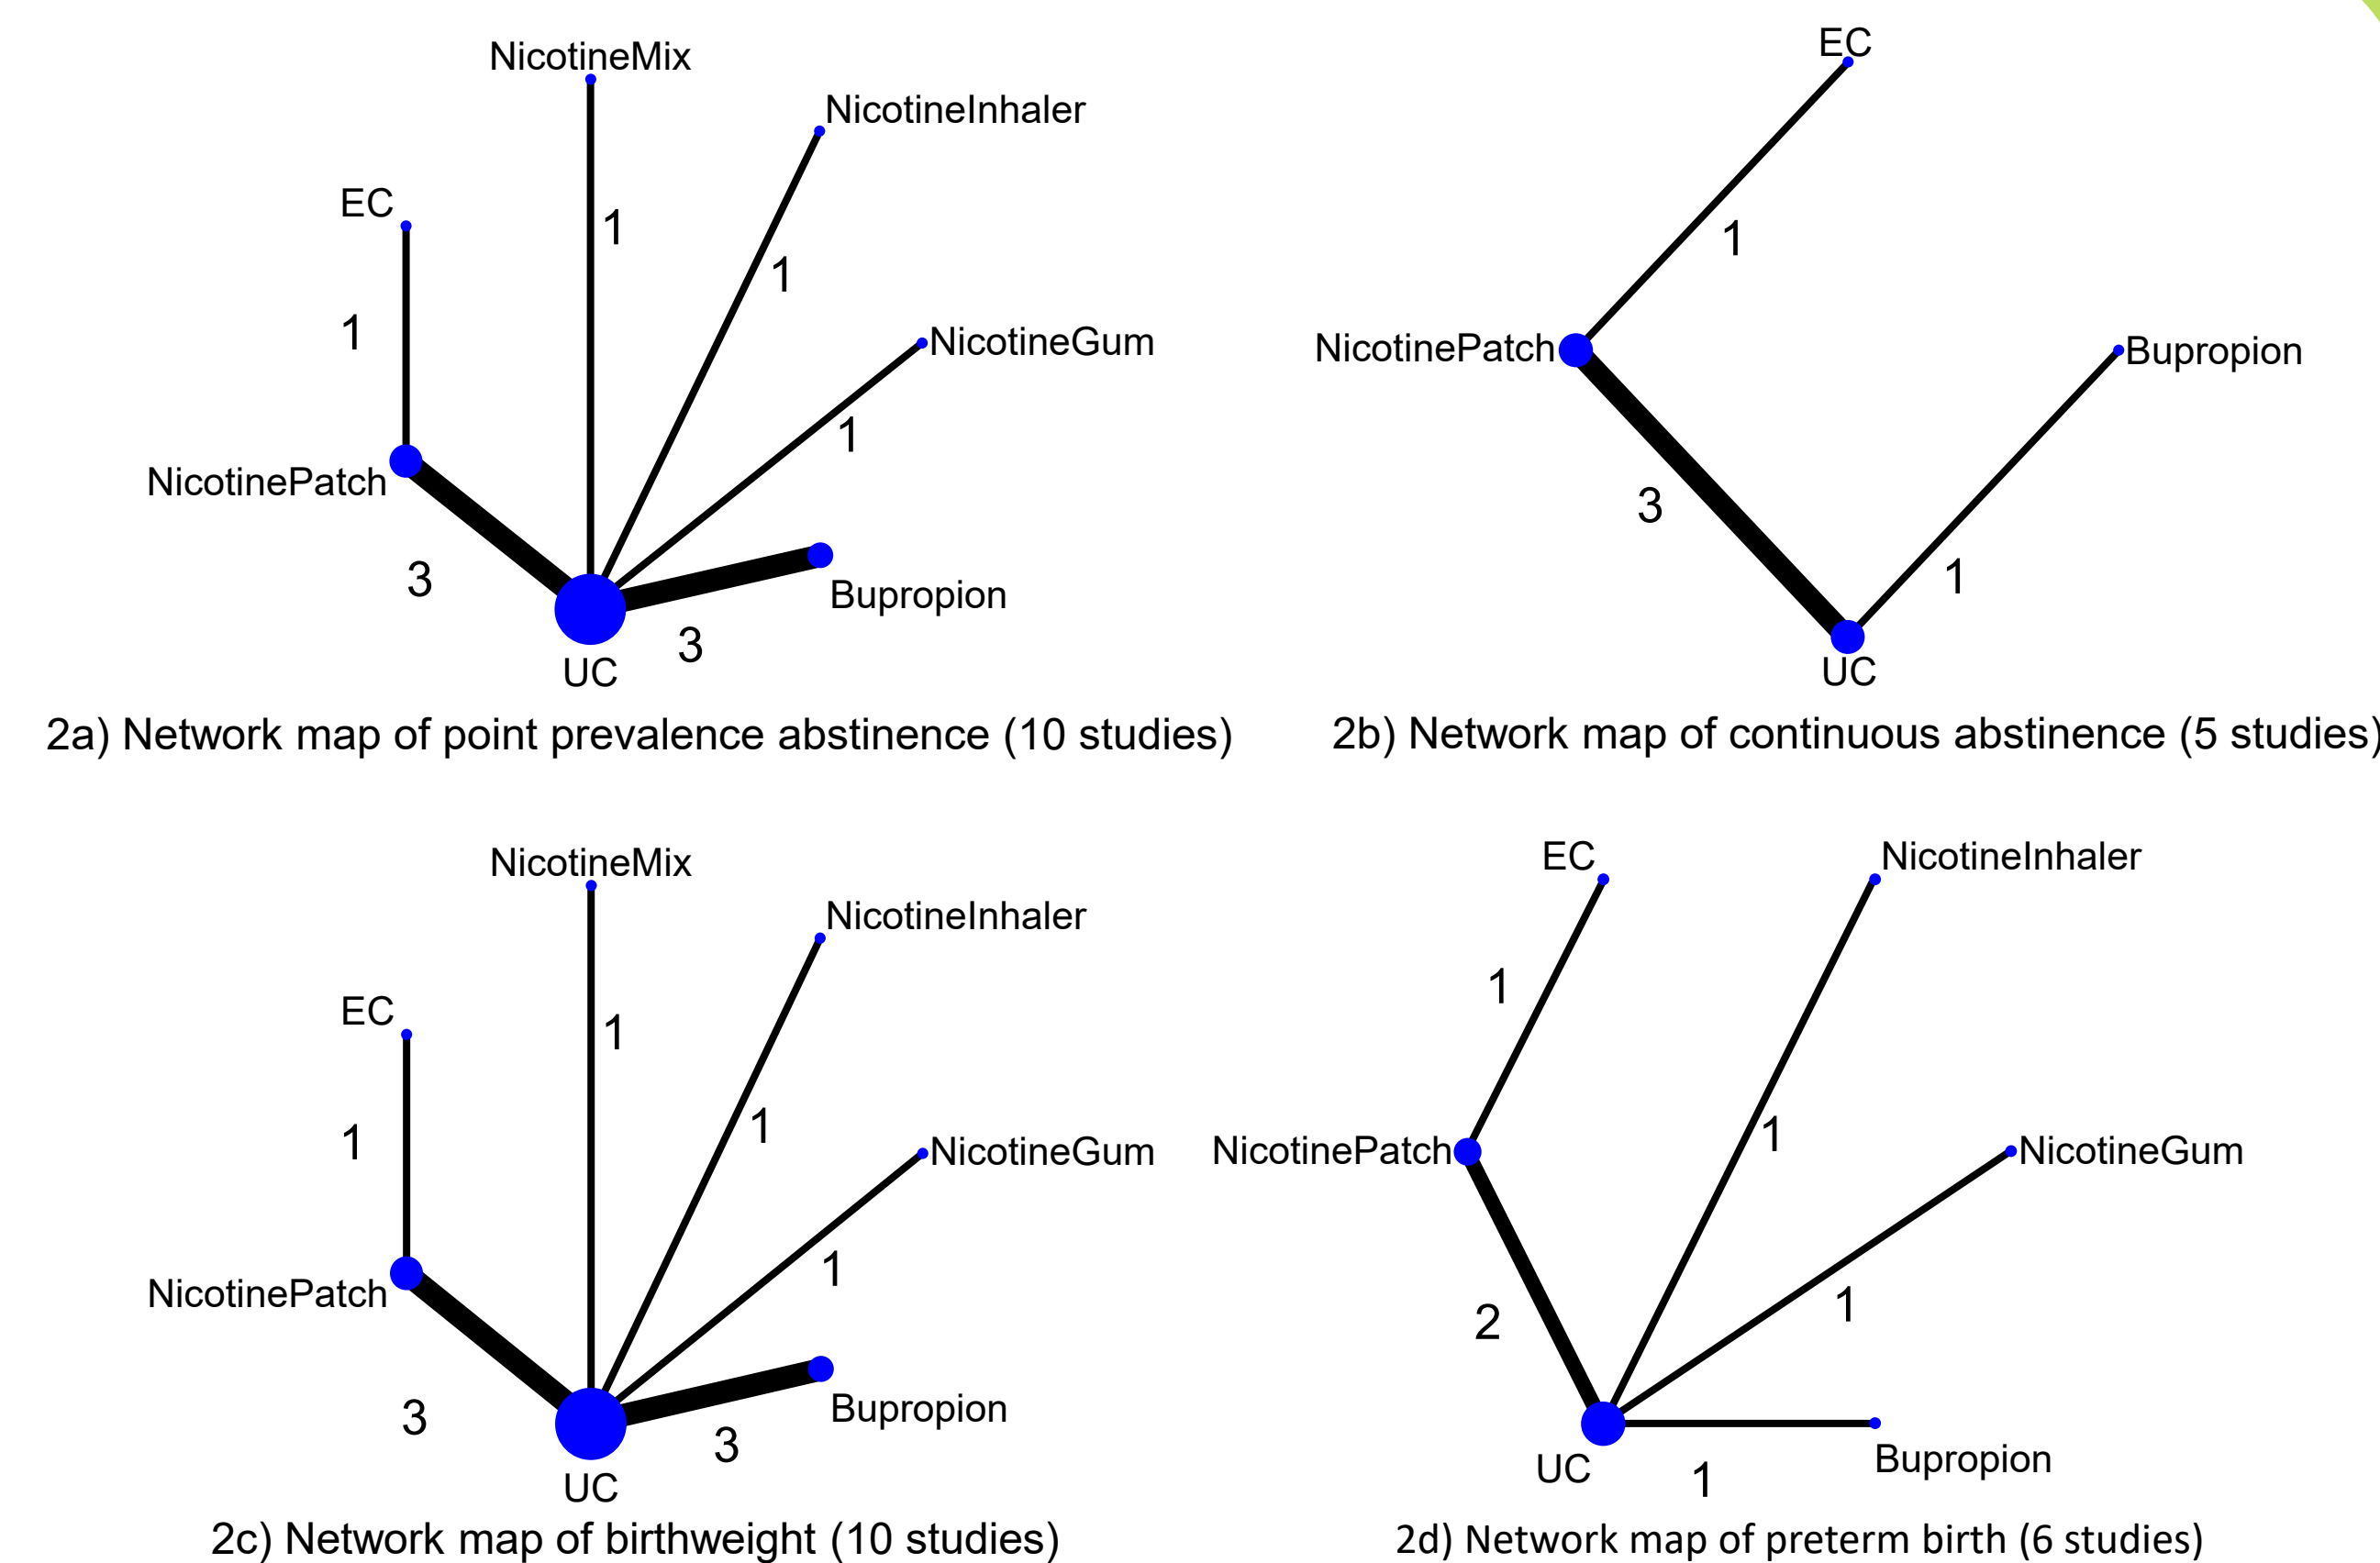 NicotineMix
NicotineInhaler
EC
1
1
1
NicotineGum
1
NicotinePatch
3
Bupropion
3
UC
2a) Network map of point prevalence abstinence (10 studies)
EC
1
NicotinePatch
Bupropion
3
1
UC
2b) Network map of continuous abstinence (5 studies)
NicotineMix
NicotineInhaler
EC
1
1
1
NicotineGum
1
NicotinePatch
3
Bupropion
3
UC
2c) Network map of birthweight (10 studies)
EC
NicotineInhaler
1
1
NicotinePatch
NicotineGum
2
1
UC
1
Bupropion
2d) Network map of preterm birth (6 studies)